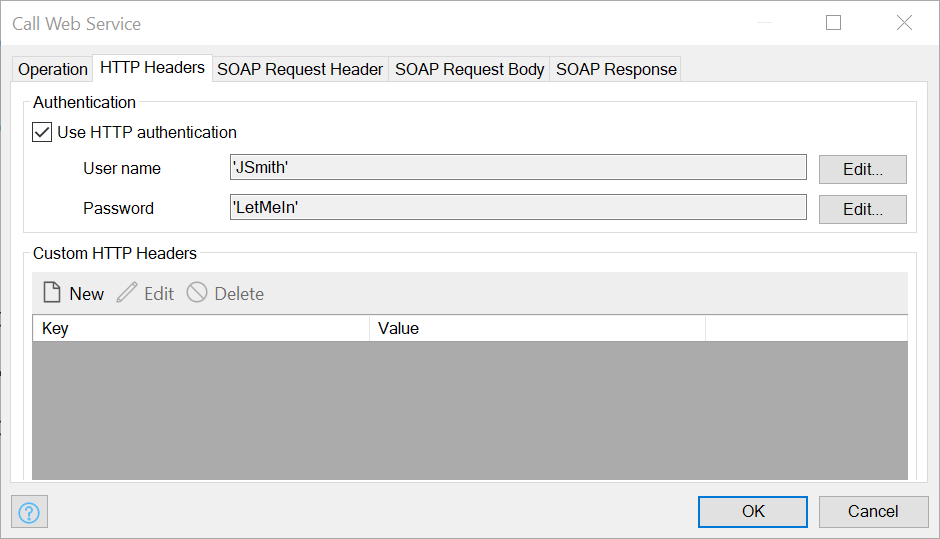 Call Web Service
Operation HTTP Headers SOAP Request Header SOAP Request Body SOAP Response
Authentication
Use HTTP authentication
User name 'JSmith' Edit...
Password 'LetMeIn' Edit...
Custom HTTP Headers
New Edit Delete
Key Value
? OK Cancel